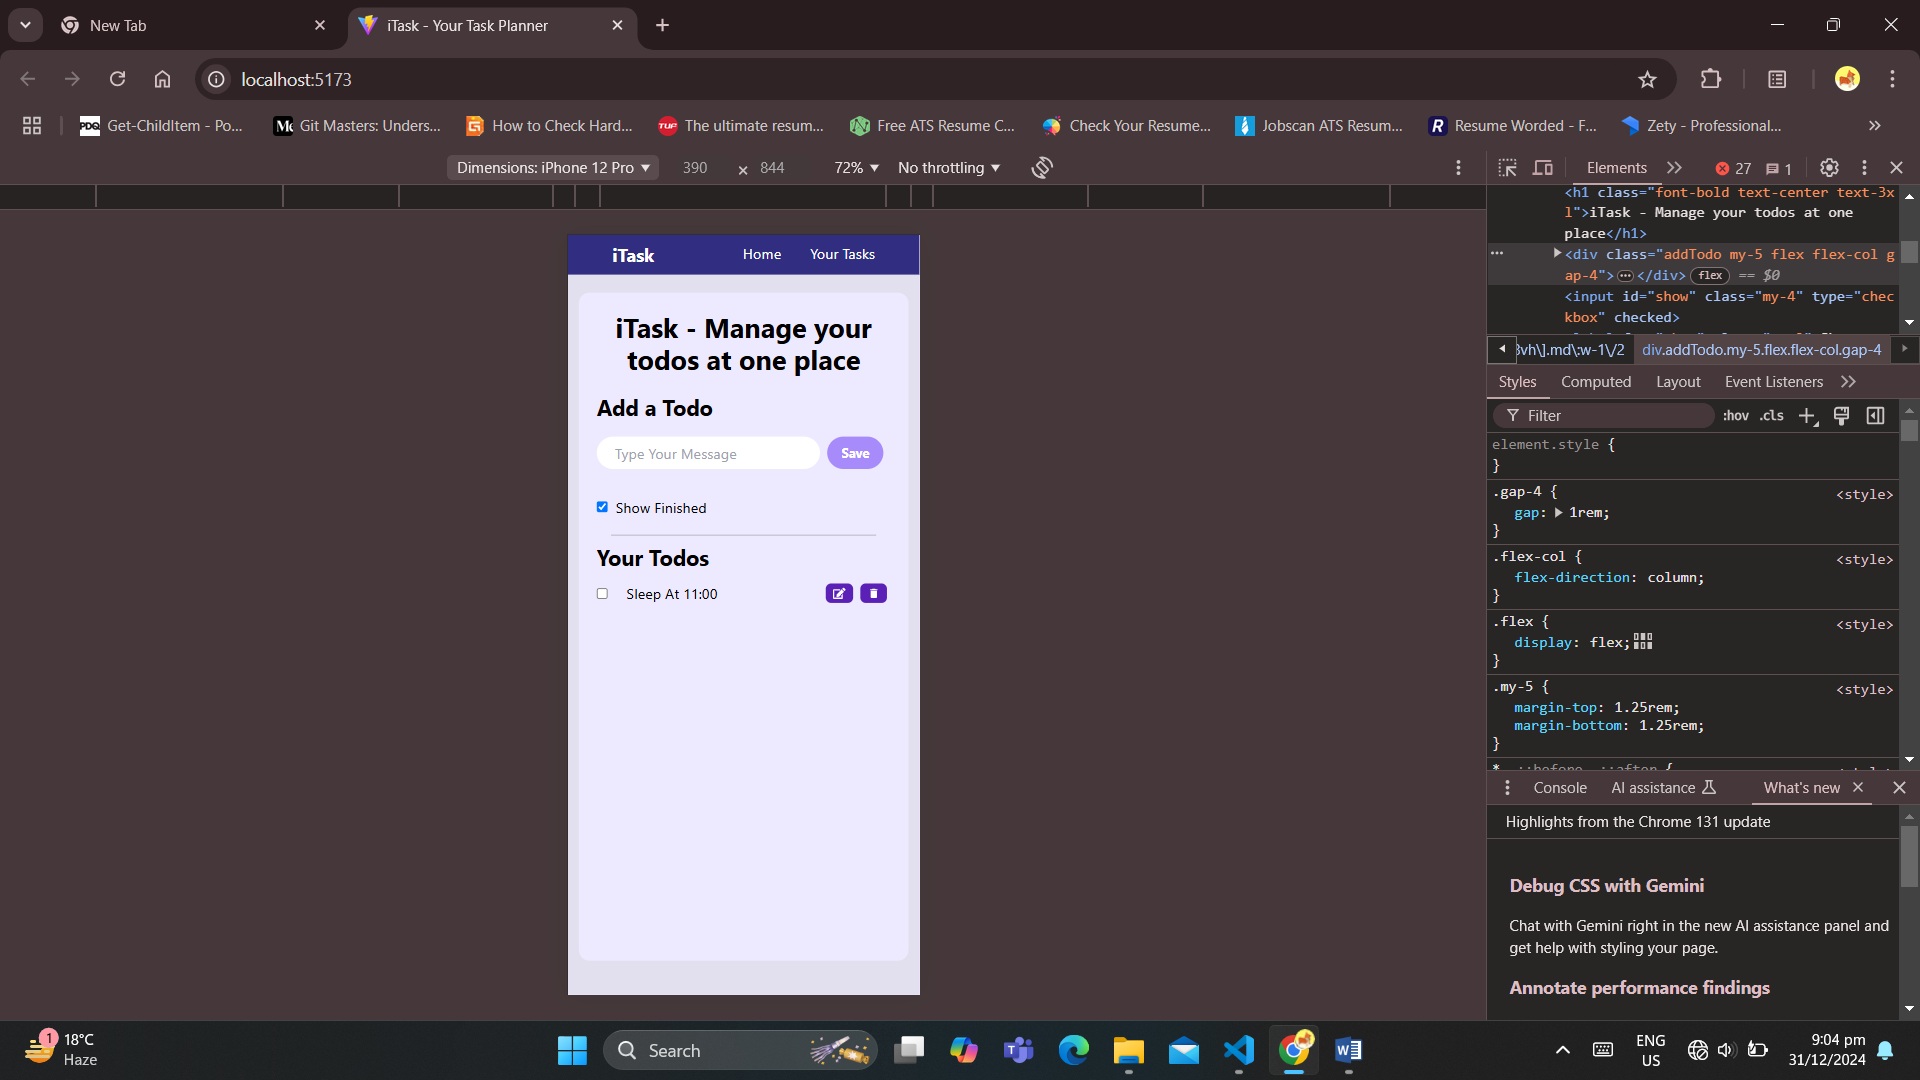 New Tab
iTask - Your Task Planner
localhost:5173
PDQ Get-ChildItem - Po...
Git Masters: Unders...
How to Check Hard...
TUP The ultimate resum...
Free ATS Resume C...
Check Your Resume...
Jobscan ATS Resum...
R Resume Worded - F...
Zety - Professional...
Dimensions: iPhone 12 Pro 390 × 844 72% No throttling
Elements 27 1
<h1 class="font-bold text-center text-3x
l">iTask - Manage your todos at one
place</h1>
<div class="addTodo my-5 flex flex-col g
ap-4">…</div> flex == $0
<input id="show" class="my-4" type="chec
kbox" checked>
3vh\].md\:w-1\/2 div.addTodo.my-5.flex.flex-col.gap-4
Styles Computed Layout Event Listeners
Filter :hov .cls
element.style {
}
.gap-4 { <style>
gap: 1rem;
}
.flex-col { <style>
flex-direction: column;
}
.flex { <style>
display: flex;
}
.my-5 { <style>
margin-top: 1.25rem;
margin-bottom: 1.25rem;
}
*, ::before, ::after {
Console AI assistance What's new
Highlights from the Chrome 131 update
Debug CSS with Gemini
Chat with Gemini right in the new AI assistance panel and
get help with styling your page.
Annotate performance findings
iTask Home Your Tasks
iTask - Manage your
todos at one place
Add a Todo
Type Your Message Save
Show Finished
Your Todos
Sleep At 11:00
1
18°C
Haze
Search
ENG
US
9:04 pm
31/12/2024